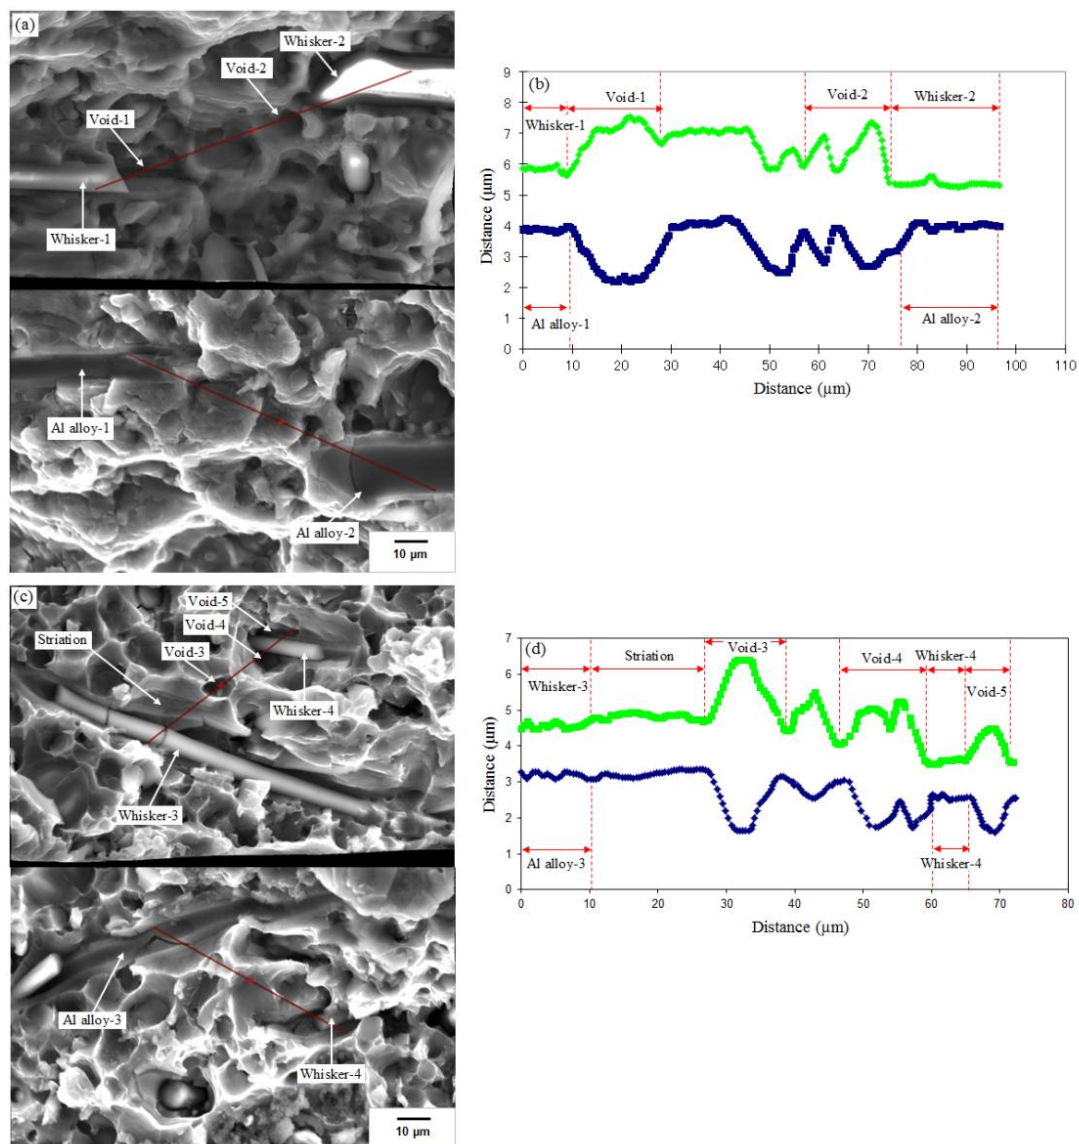 (a)
Whisker-2
Void-2
Void-1
Whisker-1
Al alloy-1
Al alloy-2
10 µm
(b)
Distance (µm)
9
8
7
6
5
4
3
2
1
0
Void-1
Void-2
Whisker-2
Whisker-1
Al alloy-1
Al alloy-2
0 10 20 30 40 50 60 70 80 90 100 110
Distance (µm)
(c)
Void-5
Void-4
Striation
Void-3
Whisker-4
Whisker-3
Al alloy-3
Whisker-4
10 µm
(d)
Distance (µm)
7
6
5
4
3
2
1
0
Void-3
Striation
Void-4
Whisker-4
Whisker-3
Void-5
Al alloy-3
Whisker-4
0 10 20 30 40 50 60 70 80
Distance (µm)